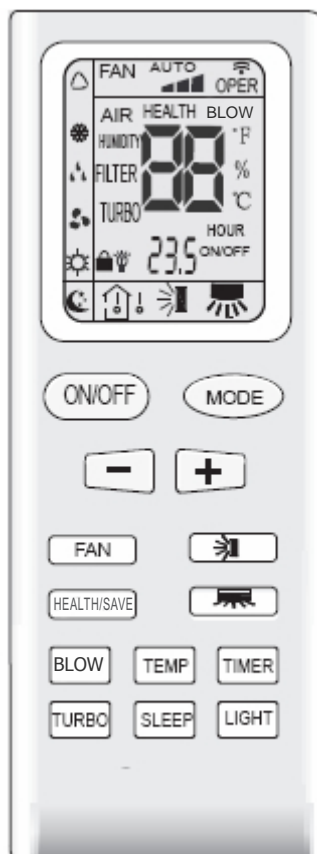 FAN AUTO OPER
AIR HEALTH BLOW
HUMIDITY 88 °F
FILTER %
TURBO °C
HOUR
23.5 ON/OFF
ON/OFF MODE
- +
FAN
HEALTH/SAVE
BLOW TEMP TIMER
TURBO SLEEP LIGHT